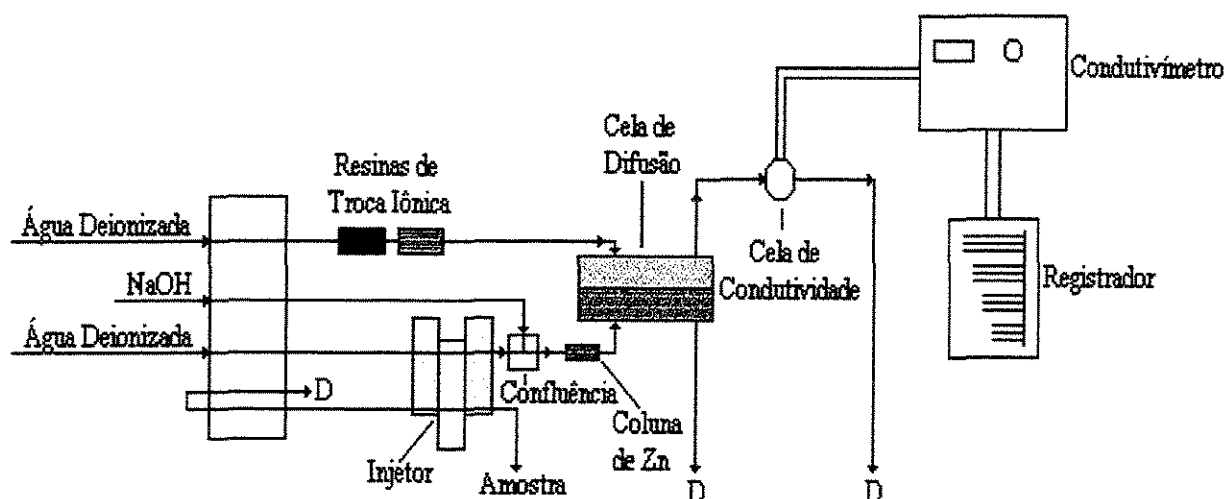 Condutivímetro
Cela de
Difusão
Resinas de
Troca Iônica
Água Deionizada
NaOH
Água Deionizada
Cela de
Condutividade
Registrador
D
Confluência
Coluna
de Zn
Injetor
Amostra
D
D